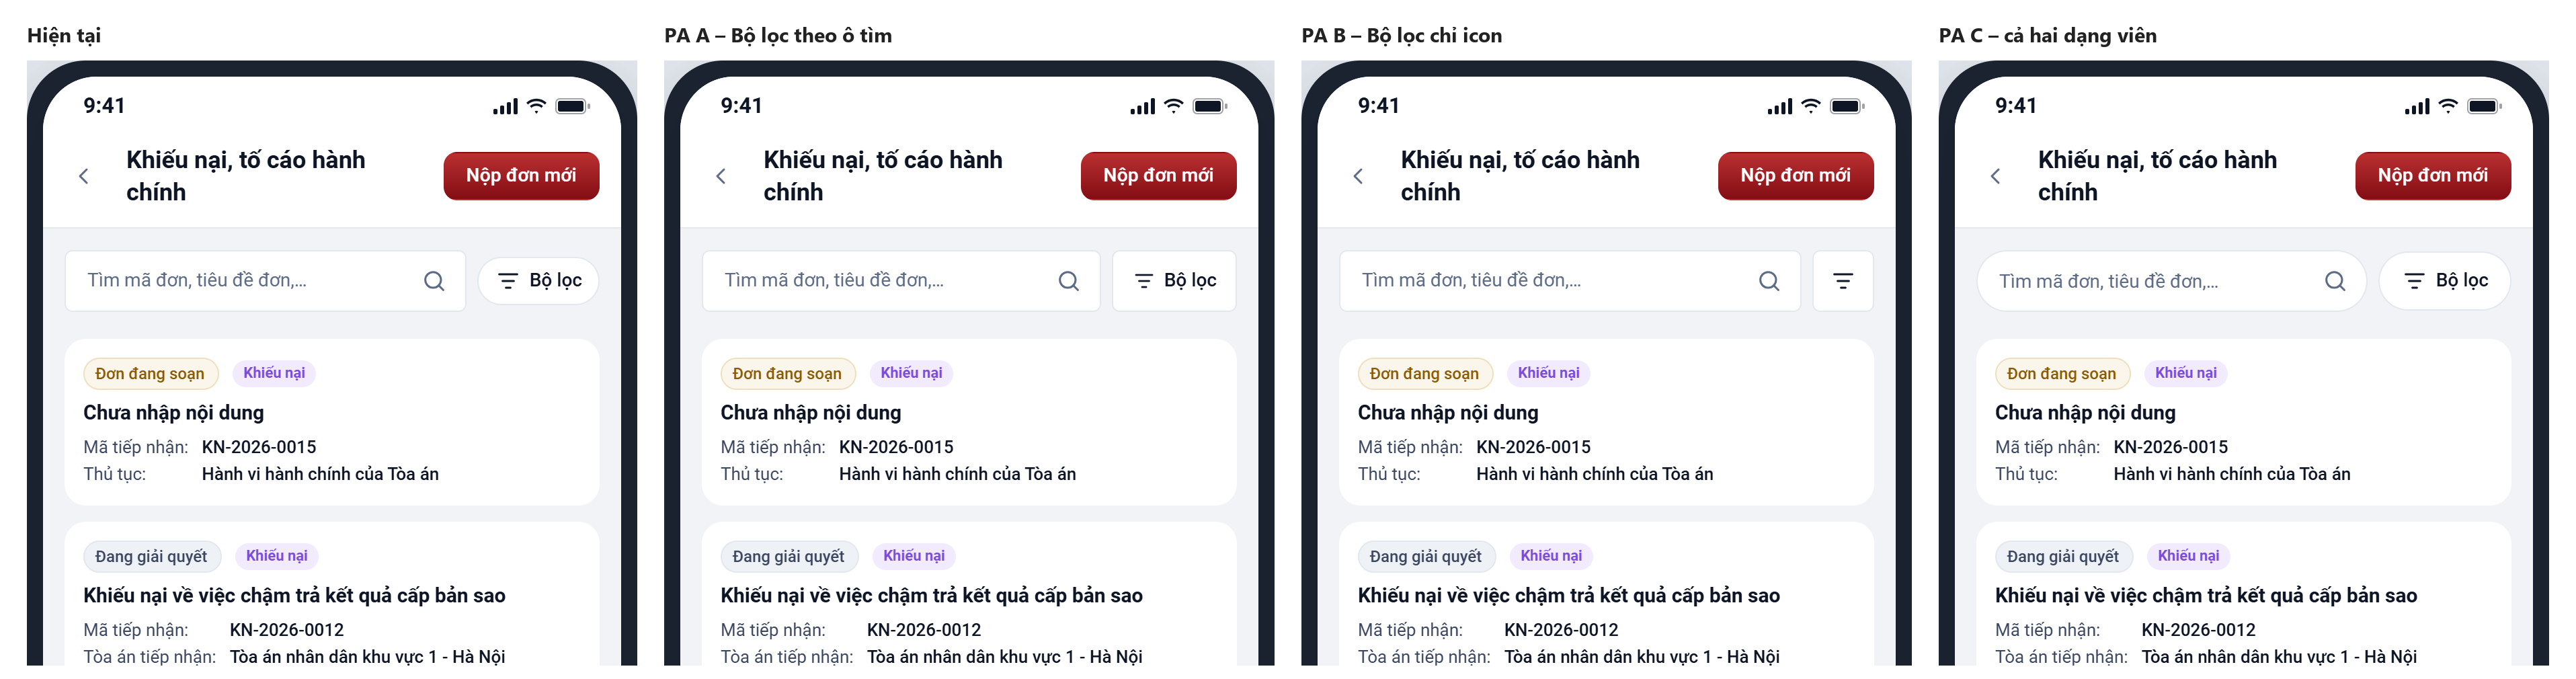 Hiện tại
9:41
Khiếu nại, tố cáo hành
chính
Nộp đơn mới
Tìm mã đơn, tiêu đề đơn,...
Bộ lọc
Đơn đang soạn
Khiếu nại
Chưa nhập nội dung
Mã tiếp nhận: KN-2026-0015
Thủ tục: Hành vi hành chính của Tòa án
Đang giải quyết
Khiếu nại
Khiếu nại về việc chậm trả kết quả cấp bản sao
Mã tiếp nhận: KN-2026-0012
Tòa án tiếp nhận: Tòa án nhân dân khu vực 1 - Hà Nội
PA A – Bộ lọc theo ô tìm
9:41
Khiếu nại, tố cáo hành
chính
Nộp đơn mới
Tìm mã đơn, tiêu đề đơn,...
Bộ lọc
Đơn đang soạn
Khiếu nại
Chưa nhập nội dung
Mã tiếp nhận: KN-2026-0015
Thủ tục: Hành vi hành chính của Tòa án
Đang giải quyết
Khiếu nại
Khiếu nại về việc chậm trả kết quả cấp bản sao
Mã tiếp nhận: KN-2026-0012
Tòa án tiếp nhận: Tòa án nhân dân khu vực 1 - Hà Nội
PA B – Bộ lọc chỉ icon
9:41
Khiếu nại, tố cáo hành
chính
Nộp đơn mới
Tìm mã đơn, tiêu đề đơn,...
Đơn đang soạn
Khiếu nại
Chưa nhập nội dung
Mã tiếp nhận: KN-2026-0015
Thủ tục: Hành vi hành chính của Tòa án
Đang giải quyết
Khiếu nại
Khiếu nại về việc chậm trả kết quả cấp bản sao
Mã tiếp nhận: KN-2026-0012
Tòa án tiếp nhận: Tòa án nhân dân khu vực 1 - Hà Nội
PA C – cả hai dạng viên
9:41
Khiếu nại, tố cáo hành
chính
Nộp đơn mới
Tìm mã đơn, tiêu đề đơn,...
Bộ lọc
Đơn đang soạn
Khiếu nại
Chưa nhập nội dung
Mã tiếp nhận: KN-2026-0015
Thủ tục: Hành vi hành chính của Tòa án
Đang giải quyết
Khiếu nại
Khiếu nại về việc chậm trả kết quả cấp bản sao
Mã tiếp nhận: KN-2026-0012
Tòa án tiếp nhận: Tòa án nhân dân khu vực 1 - Hà Nội